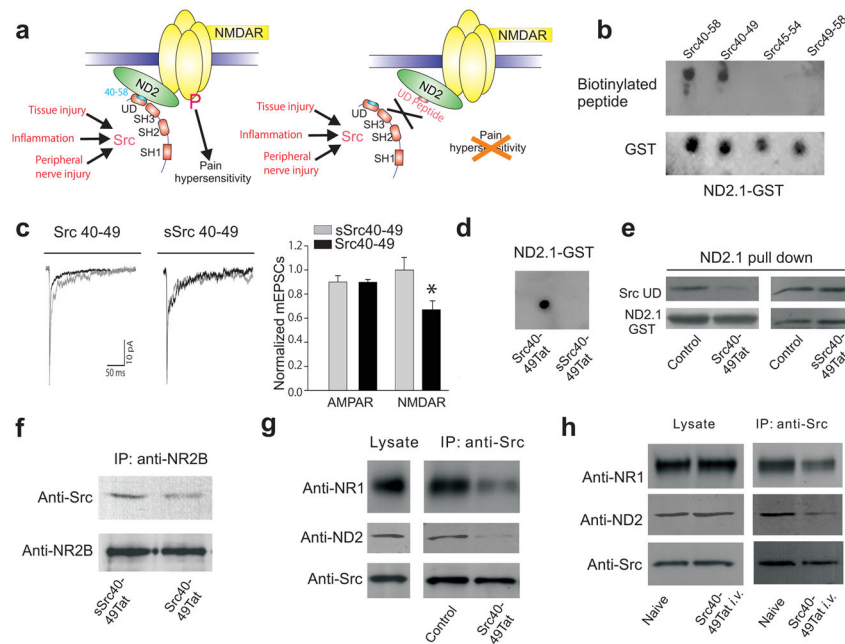 a
NMDAR
ND2
40-58
UD
P
SH3
SH2
SH1
Tissue injury
Inflammation
Src
Peripheral
nerve injury
Pain
hypersensitivity
NMDAR
ND2
UD Peptide
UD
SH3
SH2
SH1
Tissue injury
Inflammation
Src
Peripheral
nerve injury
Pain
hypersensitivity
b
Src40-58
Src40-49
Src45-54
Src49-58
Biotinylated
peptide
GST
ND2.1-GST
c
Src 40-49
sSrc 40-49
10 pA
50 ms
sSrc40-49
Src40-49
Normalized mEPSCs
1.2
1.0
0.8
0.6
0.4
0.2
0.0
*
AMPAR
NMDAR
d
ND2.1-GST
Src40-
49Tat
sSrc40-
49Tat
e
ND2.1 pull down
Src UD
ND2.1
GST
Control
Src40-
49Tat
Control
sSrc40-
49Tat
f
IP: anti-NR2B
Anti-Src
Anti-NR2B
sSrc40-
49Tat
Src40-
49Tat
g
Lysate
IP: anti-Src
Anti-NR1
Anti-ND2
Anti-Src
Control
Src40-
49Tat
h
Lysate
IP: anti-Src
Anti-NR1
Anti-ND2
Anti-Src
Naive
Src40-
49Tat i.v.
Naive
Src40-
49Tat i.v.